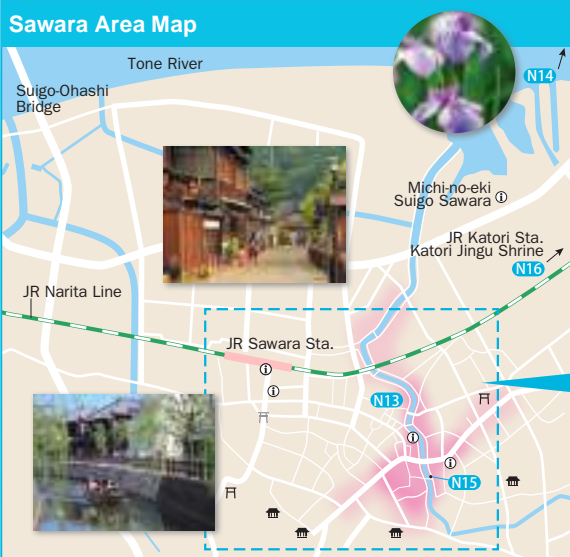 Sawara Area Map
Tone River
N14
Suigo-Ohashi
Bridge
Michi-no-eki
Suigo Sawara
JR Katori Sta.
Katori Jingu Shrine
N16
JR Narita Line
JR Sawara Sta.
N13
N15